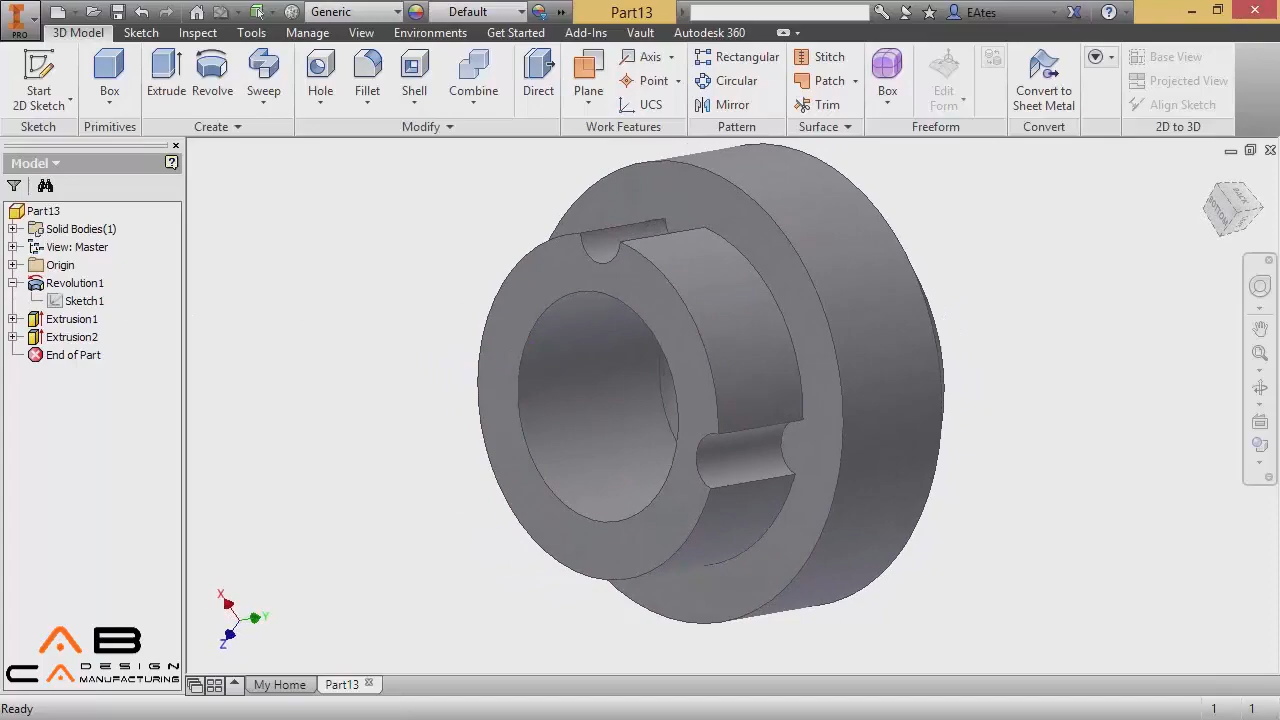 PRO
Generic
Default
Part13
EAtes
3D Model Sketch Inspect Tools Manage View Environments Get Started Add-Ins Vault Autodesk 360
Start
2D Sketch
Box
Extrude
Revolve
Sweep
Hole
Fillet
Shell
Combine
Direct
Plane
Axis
Point
UCS
Rectangular
Circular
Mirror
Stitch
Patch
Trim
Box
Edit
Form
Convert to
Sheet Metal
Base View
Projected View
Align Sketch
Sketch Primitives Create Modify Work Features Pattern Surface Freeform Convert 2D to 3D
Model
Part13
Solid Bodies(1)
View: Master
Origin
Revolution1
Sketch1
Extrusion1
Extrusion2
End of Part
BACK
BOTTOM
X
Y
Z
AB
DESIGN
CA MANUFACTURING
My Home Part13
Ready 1 1